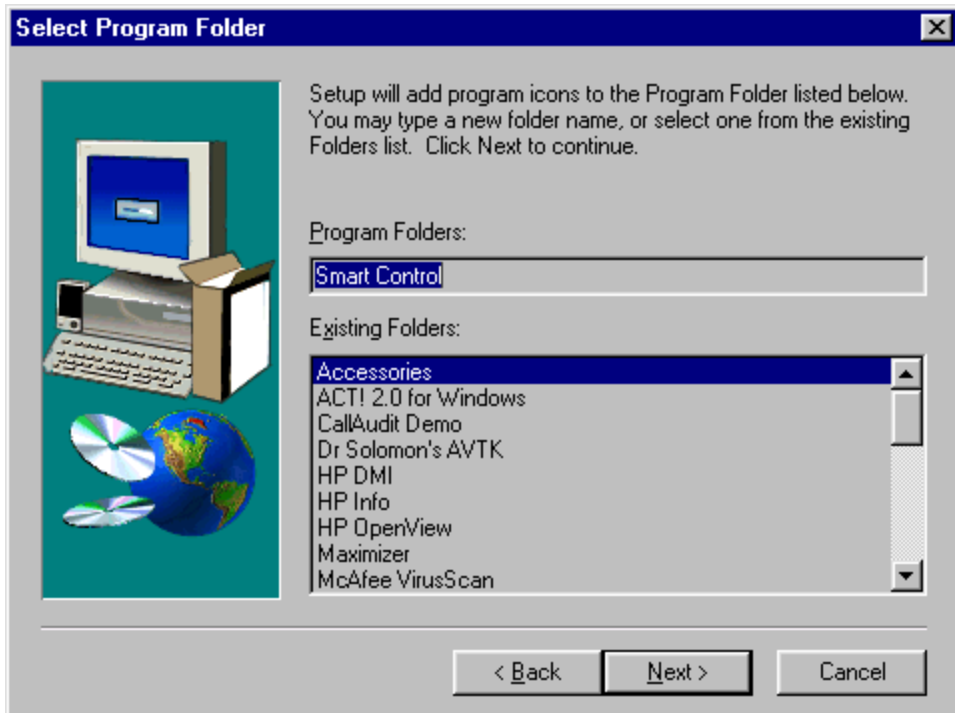 Select Program Folder
Setup will add program icons to the Program Folder listed below.
You may type a new folder name, or select one from the existing
Folders list.  Click Next to continue.
Program Folders:
Smart Control
Existing Folders:
Accessories
ACT! 2.0 for Windows
CallAudit Demo
Dr Solomon's AVTK
HP DMI
HP Info
HP OpenView
Maximizer
McAfee VirusScan
< Back
Next >
Cancel